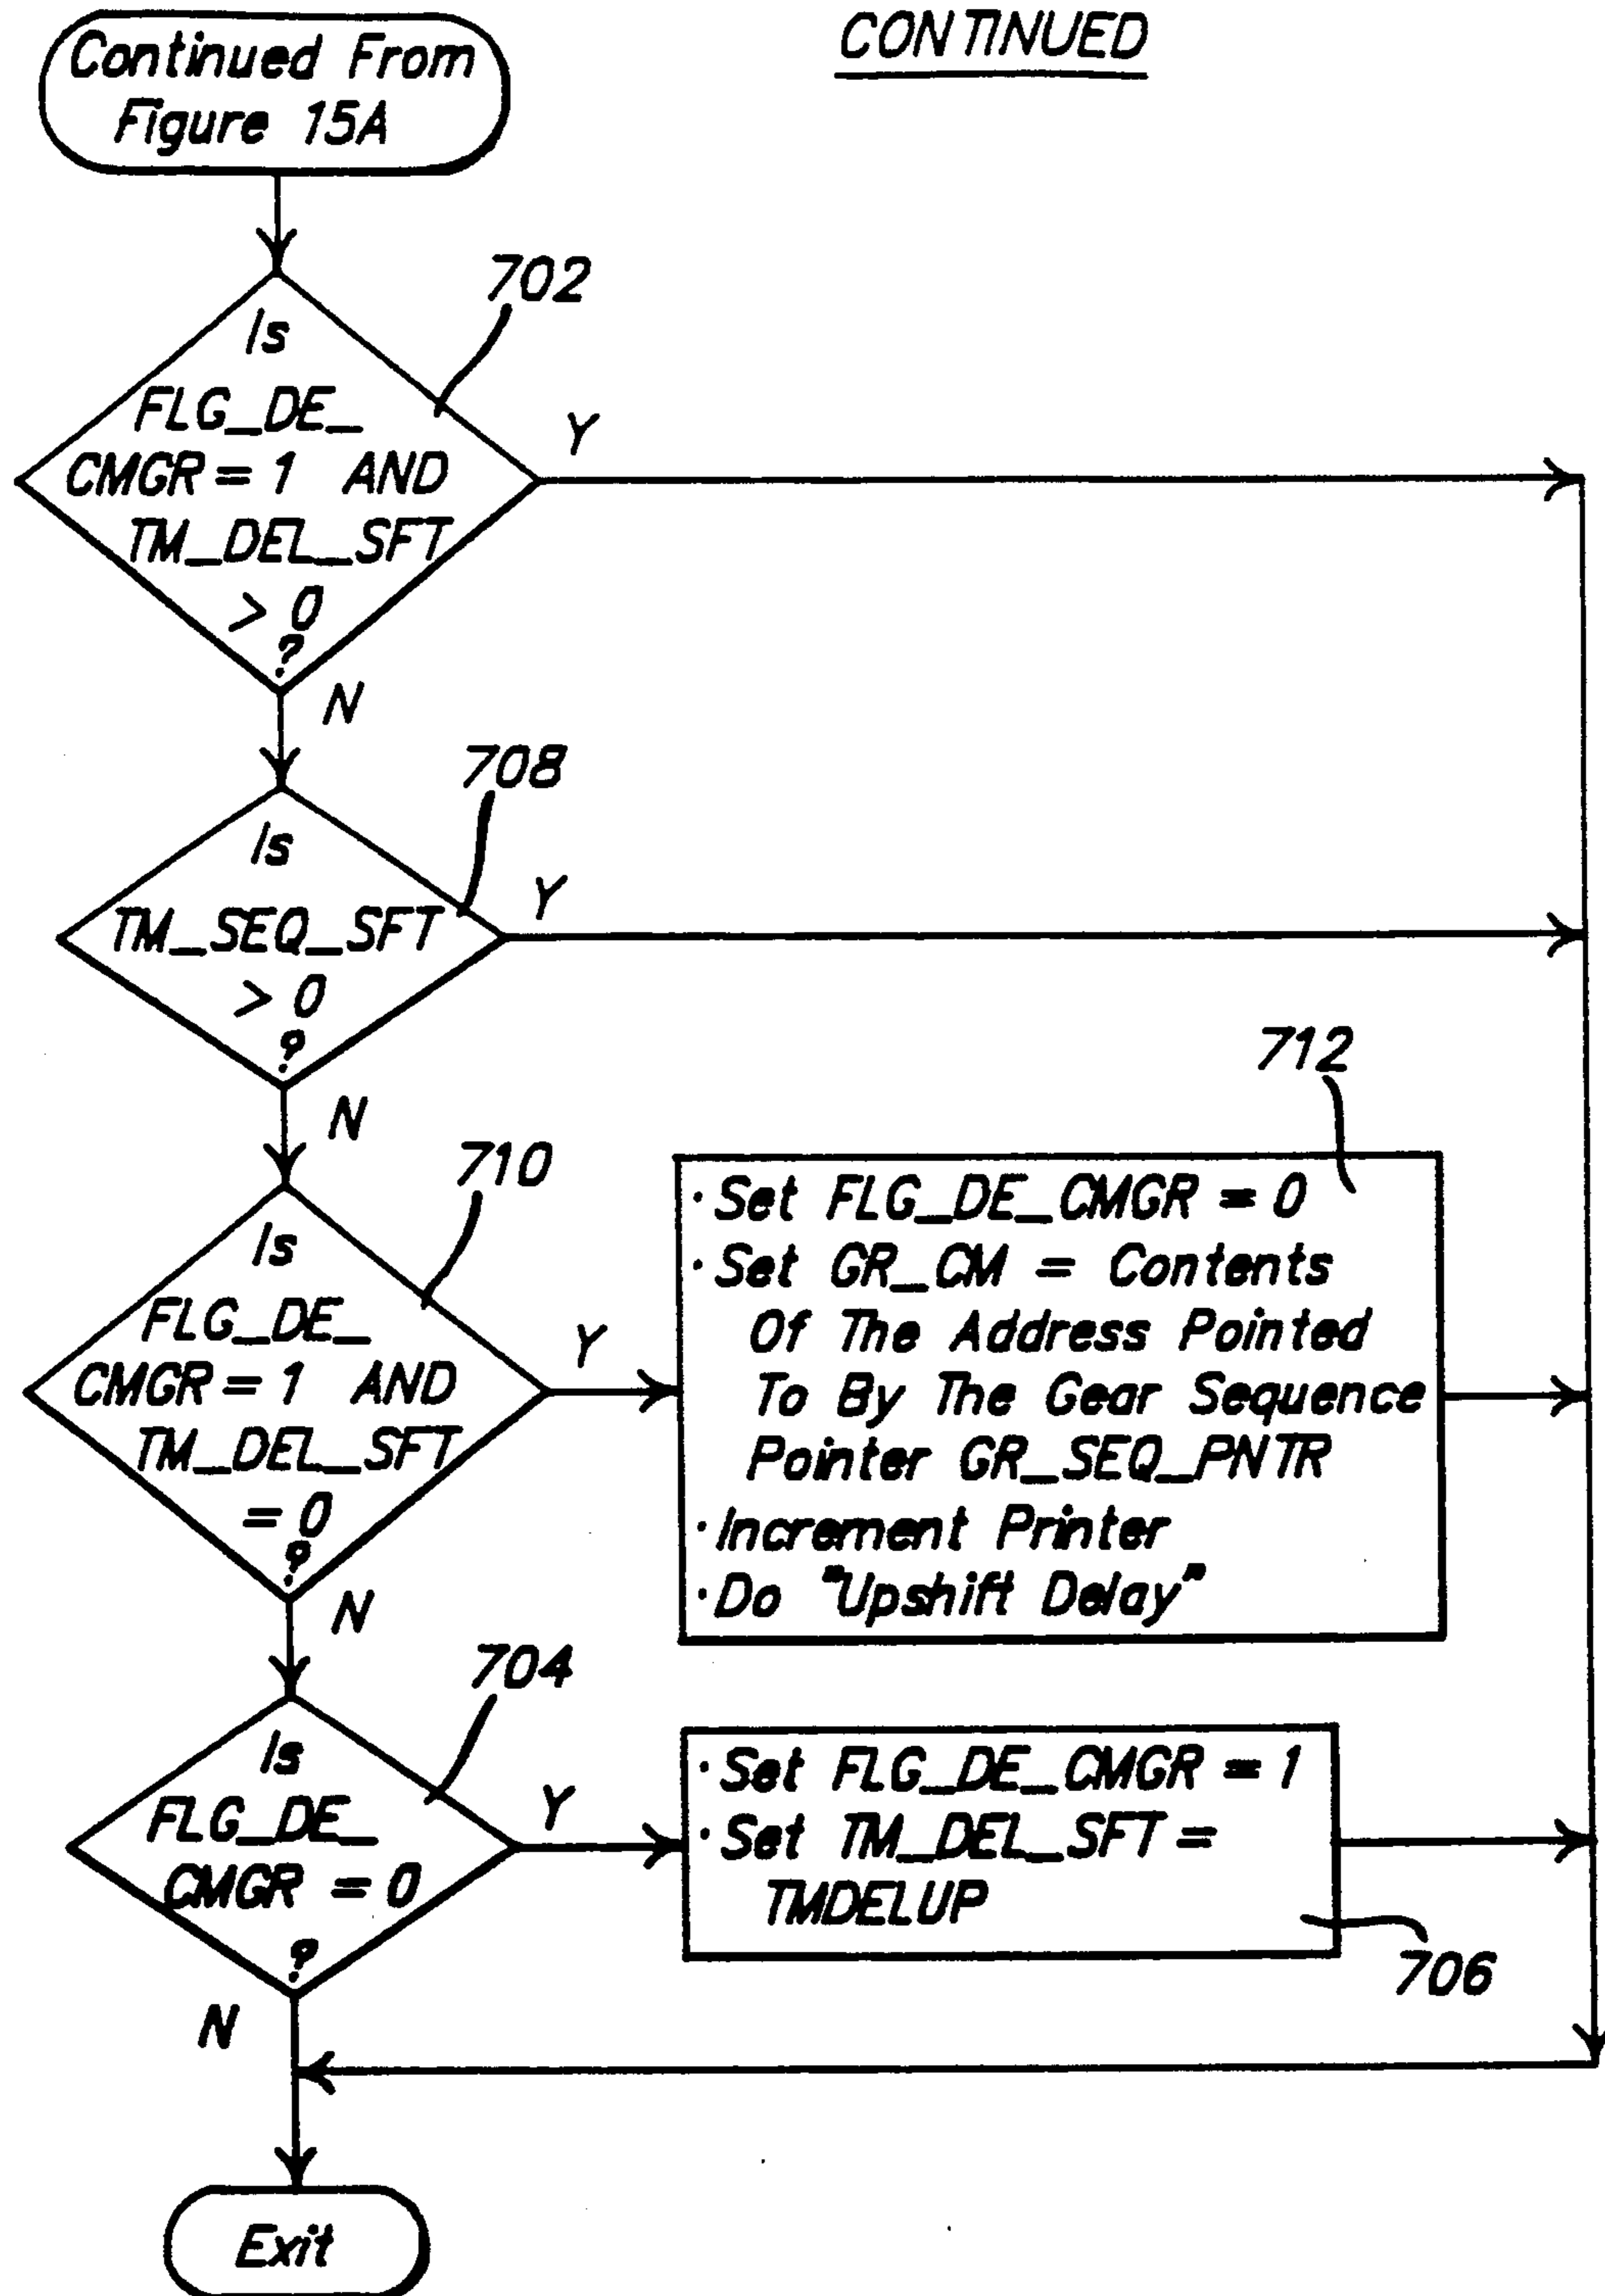 CONTINUED
Continued From
Figure 15A
702
Is
FLG_DE_
CMGR = 1 AND
TM_DEL_SFT
> 0
?
Y
N
708
Is
TM_SEQ_SFT
> 0
?
Y
N
710
Is
FLG_DE_
CMGR = 1 AND
TM_DEL_SFT
= 0
?
Y
N
712
·Set FLG_DE_CMGR = 0
·Set GR_CM = Contents
Of The Address Pointed
To By The Gear Sequence
Pointer GR_SEQ_PNTR
·Increment Printer
·Do "Upshift Delay"
704
Is
FLG_DE_
CMGR = 0
?
Y
N
·Set FLG_DE_CMGR = 1
·Set TM_DEL_SFT =
TMDELUP
706
Exit